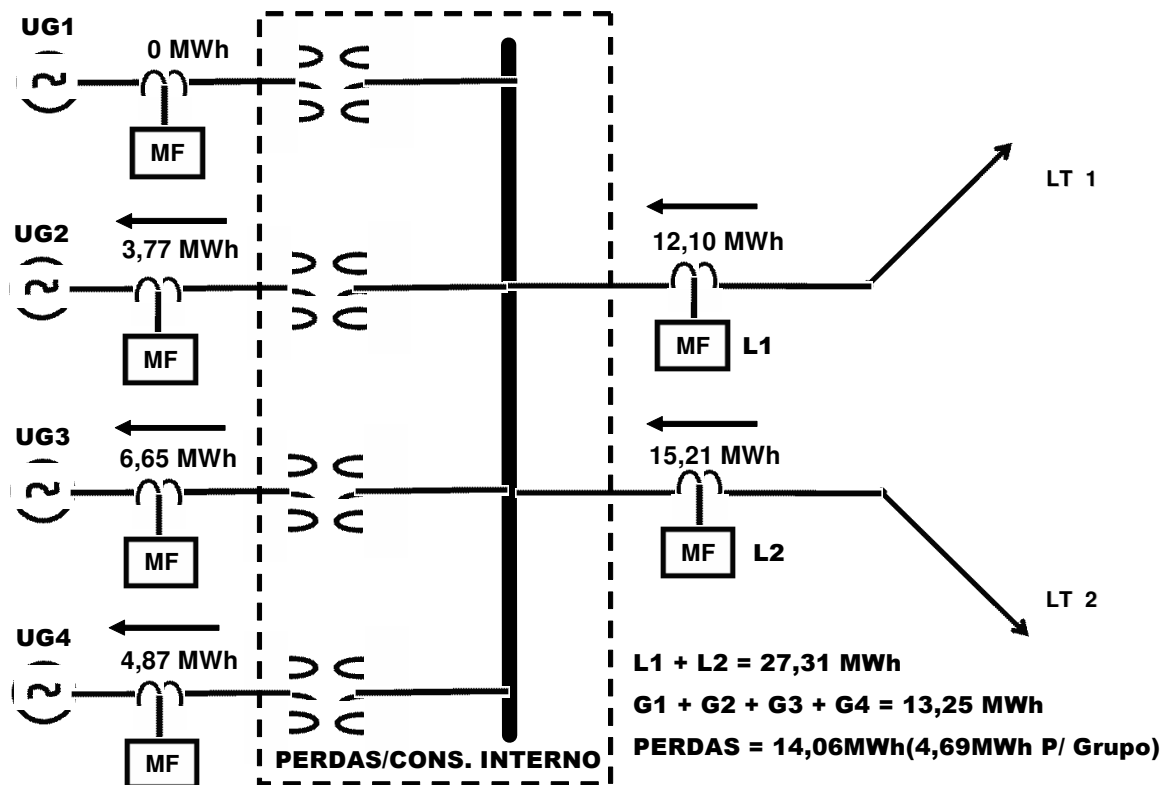 UG1
0 MWh
MF
UG2
3,77 MWh
MF
UG3
6,65 MWh
MF
UG4
4,87 MWh
MF
PERDAS/CONS. INTERNO
12,10 MWh
MF L1
LT 1
15,21 MWh
MF L2
LT 2
L1 + L2 = 27,31 MWh
G1 + G2 + G3 + G4 = 13,25 MWh
PERDAS = 14,06MWh(4,69MWh P/ Grupo)